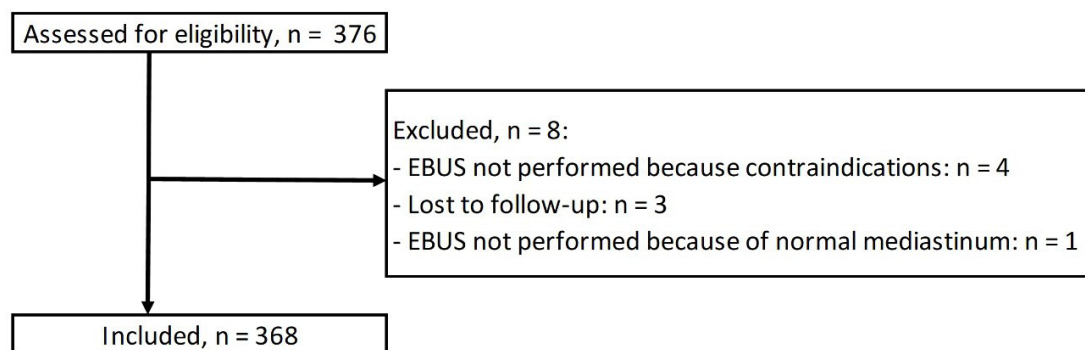 Assessed for eligibility, n = 376
Excluded, n = 8:
- EBUS not performed because contraindications: n = 4
- Lost to follow-up: n = 3
- EBUS not performed because of normal mediastinum: n = 1
Included, n = 368